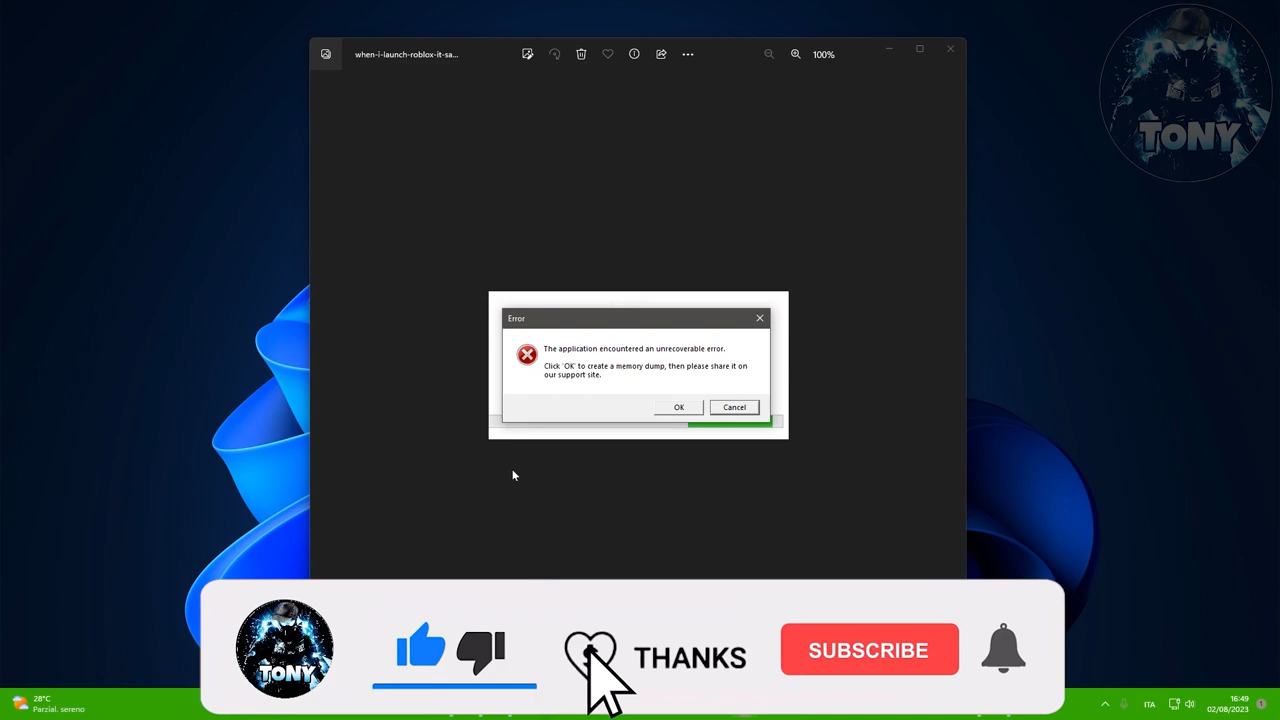 TONY
when-i-launch-roblox-it-sa...
100%
Error
The application encountered an unrecoverable error.
Click 'OK' to create a memory dump, then please share it on
our support site.
OK
Cancel
TONY
THANKS
SUBSCRIBE
28°C
Parzial. sereno
ITA
16:49
02/08/2023
1